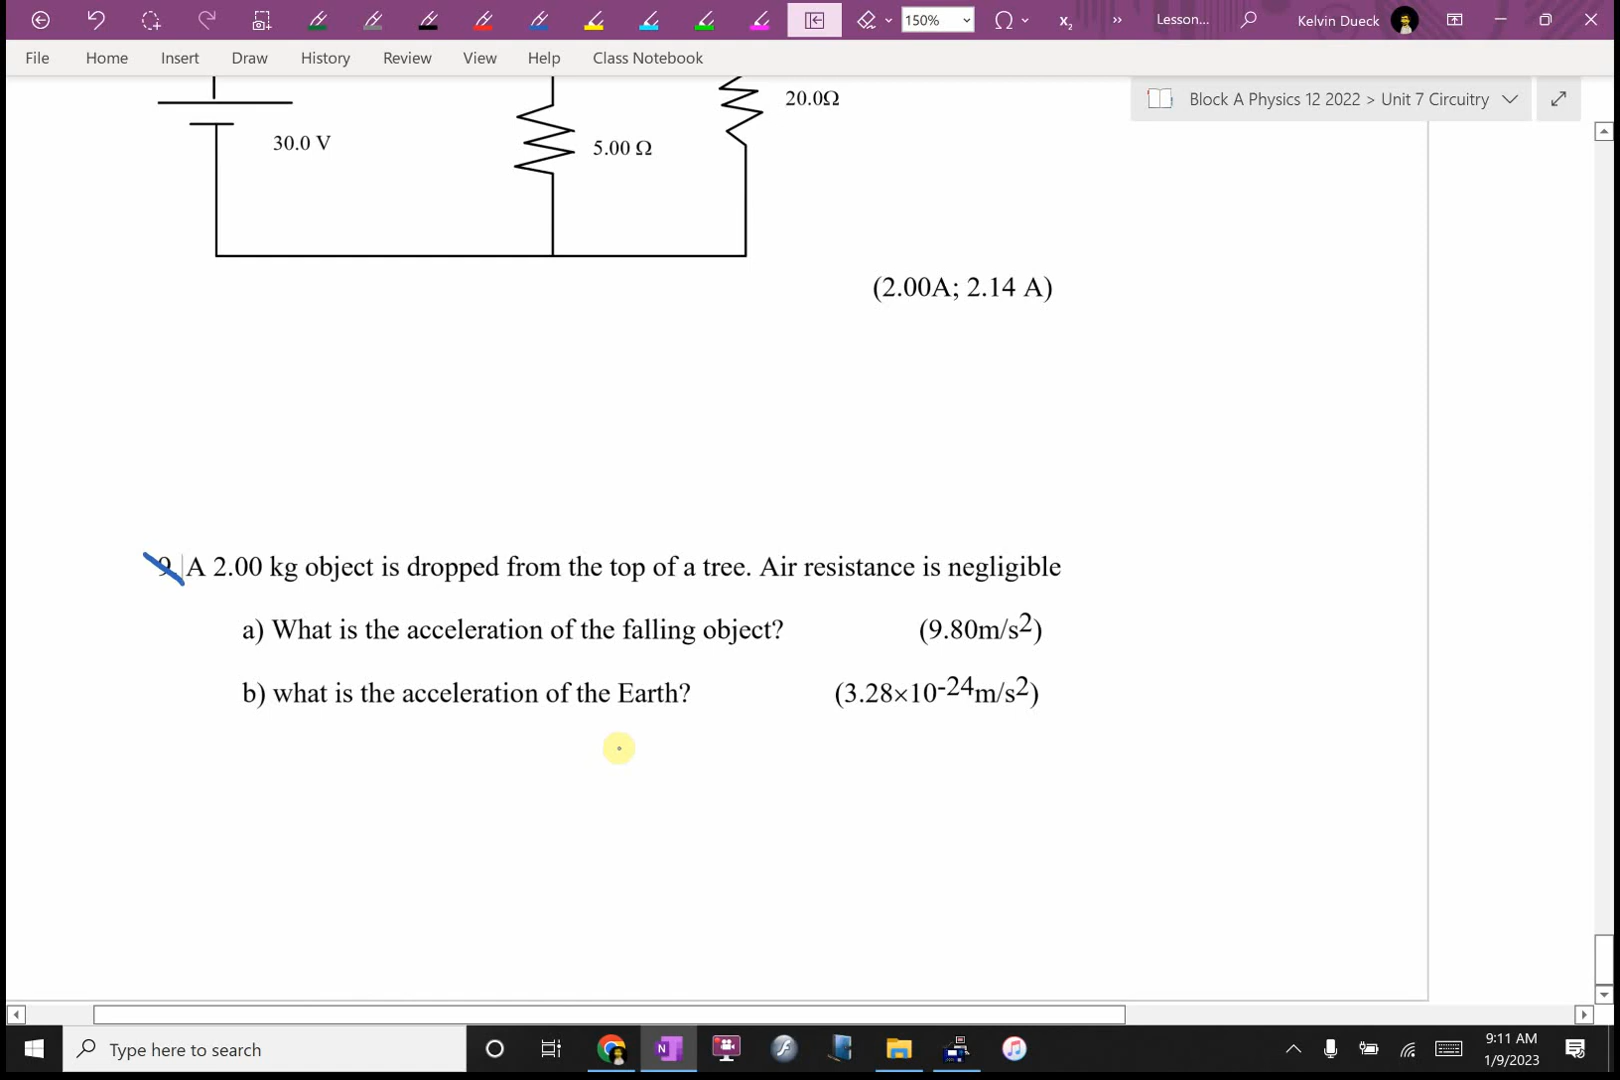 150%
Ω
x₂
»
Lesson...
Kelvin Dueck
File Home Insert Draw History Review View Help Class Notebook
Block A Physics 12 2022 > Unit 7 Circuitry
20.0Ω
30.0 V
5.00 Ω
(2.00A; 2.14 A)
9. A 2.00 kg object is dropped from the top of a tree. Air resistance is negligible
a) What is the acceleration of the falling object? (9.80m/s²)
b) what is the acceleration of the Earth? (3.28×10⁻²⁴m/s²)
Type here to search
N
9:11 AM
1/9/2023